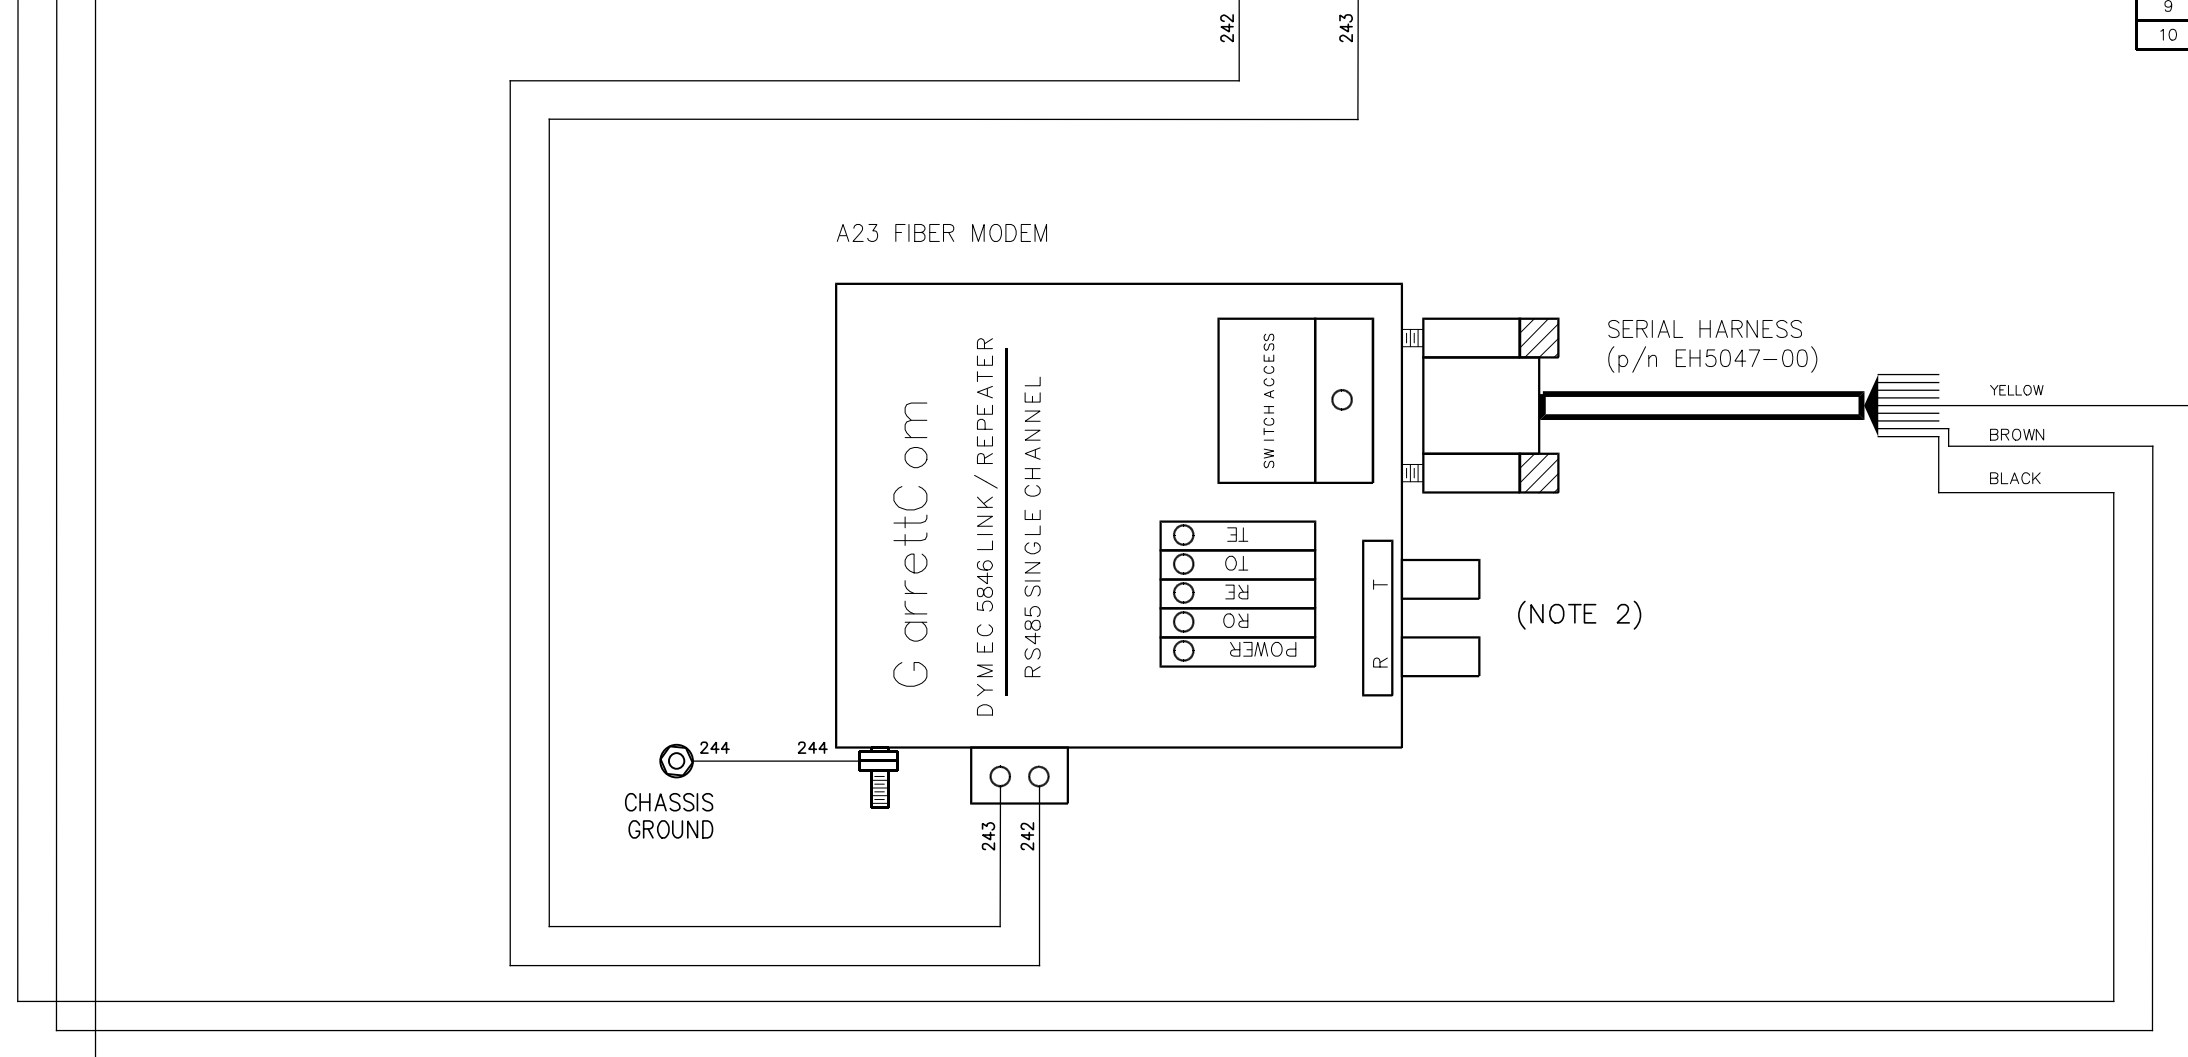 242
243
9
10
A23 FIBER MODEM
GarrettCom
DYMEC 5846 LINK / REPEATER
RS485 SINGLE CHANNEL
SWITCH ACCESS
TE
TO
RE
RO
POWER
T
R
SERIAL HARNESS
(p/n EH5047-00)
YELLOW
BROWN
BLACK
(NOTE 2)
244
244
CHASSIS
GROUND
243
242